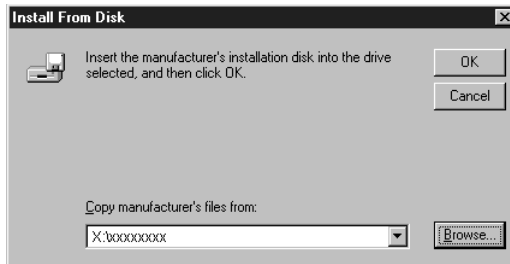 Install From Disk
Insert the manufacturer's installation disk into the drive
selected, and then click OK.
OK
Cancel
Copy manufacturer's files from:
X:\xxxxxxxx
Browse...